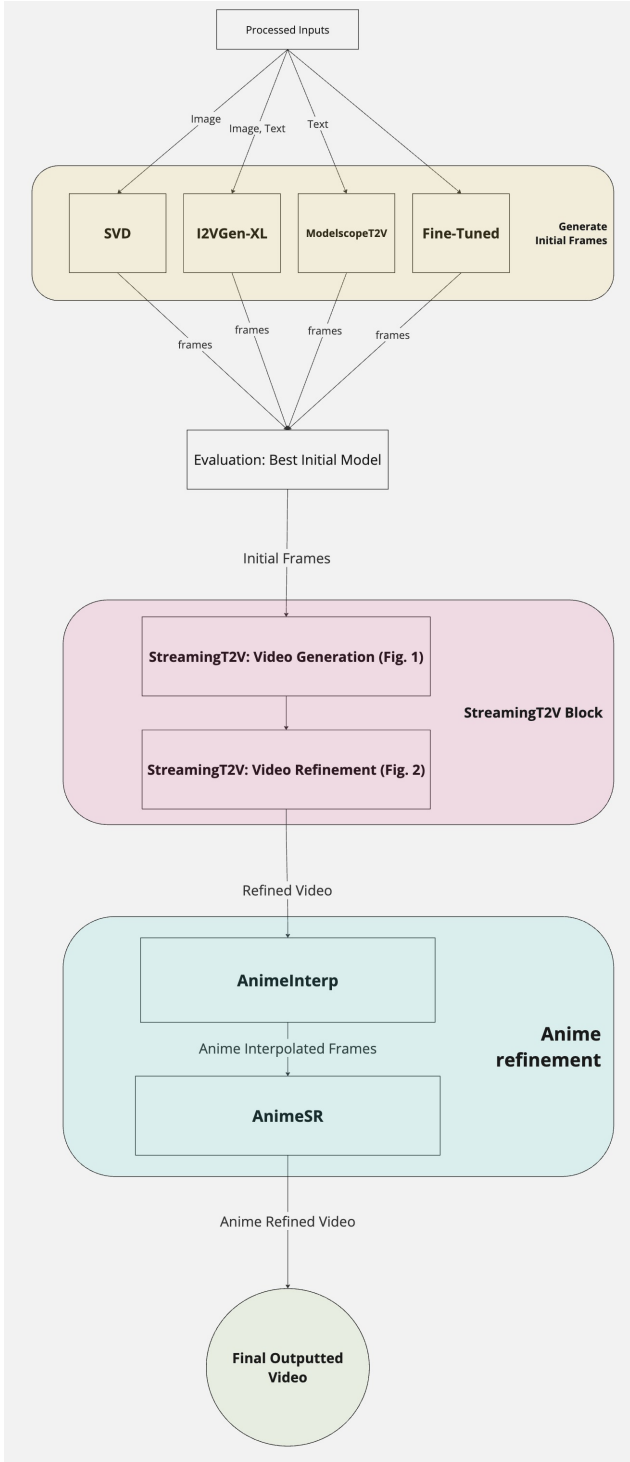 Processed Inputs
Image
Image, Text
Text
SVD
I2VGen-XL
ModelscopeT2V
Fine-Tuned
Generate
Initial Frames
frames
frames
frames
frames
Evaluation: Best Initial Model
Initial Frames
StreamingT2V: Video Generation (Fig. 1)
StreamingT2V Block
StreamingT2V: Video Refinement (Fig. 2)
Refined Video
AnimeInterp
Anime Interpolated Frames
Anime
refinement
AnimeSR
Anime Refined Video
Final Outputted
Video